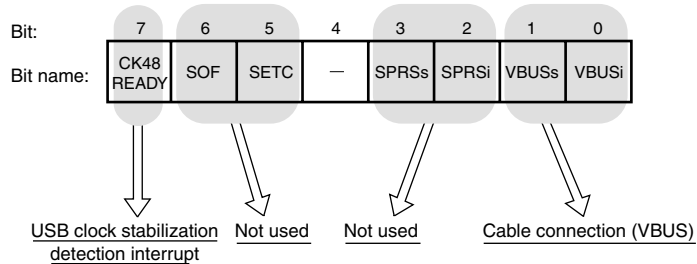 Bit: 7 6 5 4 3 2 1 0
Bit name: CK48 READY SOF SETC — SPRSs SPRSi VBUSs VBUSi
USB clock stabilization detection interrupt
Not used
Not used
Cable connection (VBUS)